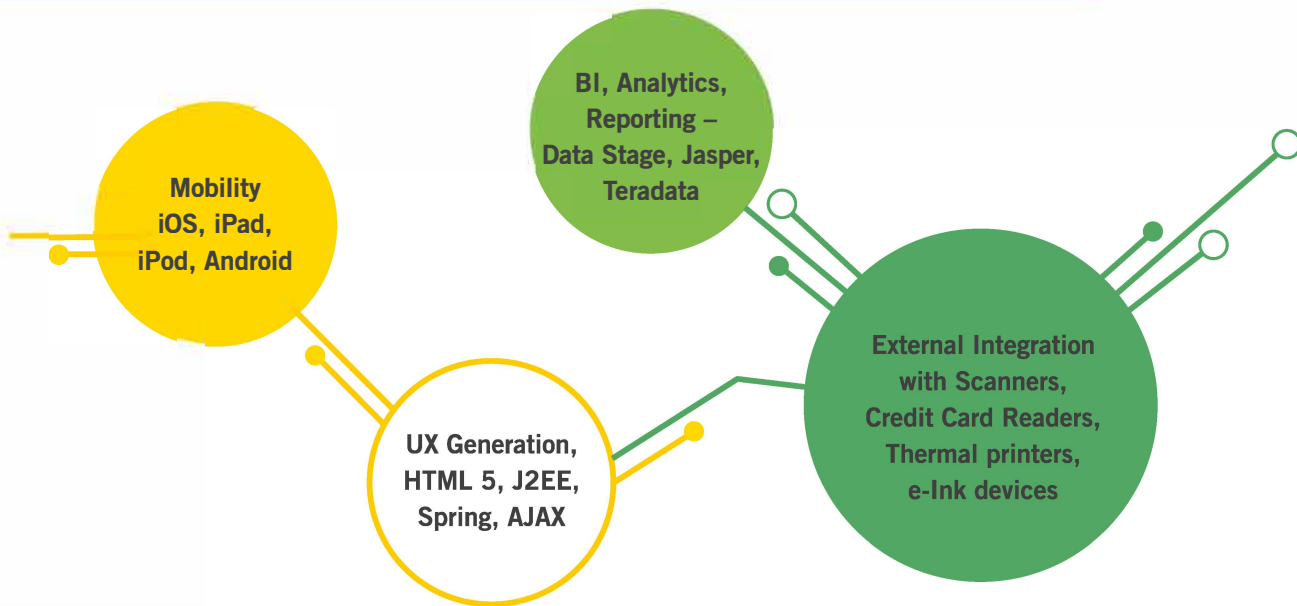 Mobility
iOS, iPad,
iPod, Android
BI, Analytics,
Reporting –
Data Stage, Jasper,
Teradata
UX Generation,
HTML 5, J2EE,
Spring, AJAX
External Integration
with Scanners,
Credit Card Readers,
Thermal printers,
e-Ink devices